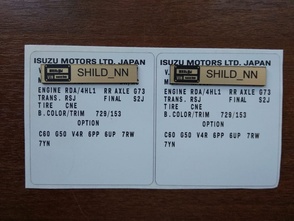 ISUZU MOTORS LTD. JAPAN
SHILD_NN
ENGINE RDA/4HL1 RR AXLE G73
TRANS. RSJ FINAL S2J
TIRE CNE
B.COLOR/TRIM 729/153
OPTION
C60 G50 V4R 6PP 6UP 7RW
7YN
ISUZU MOTORS LTD. JAPAN
SHILD_NN
ENGINE RDA/4HL1 RR AXLE G73
TRANS. RSJ FINAL S2J
TIRE CNE
B.COLOR/TRIM 729/153
OPTION
C60 G50 V4R 6PP 6UP 7RW
7YN